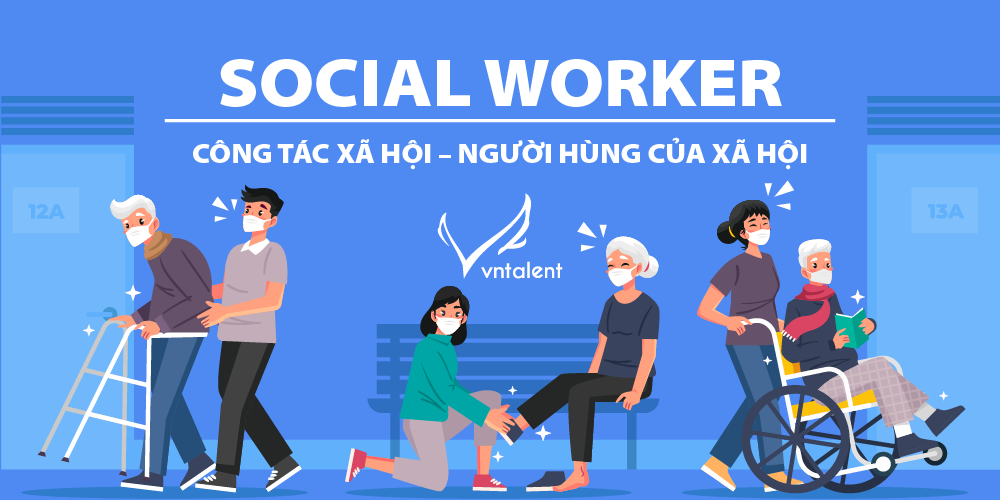 SOCIAL WORKER
CÔNG TÁC XÃ HỘI – NGƯỜI HÙNG CỦA XÃ HỘI
12A
13A
vntalent